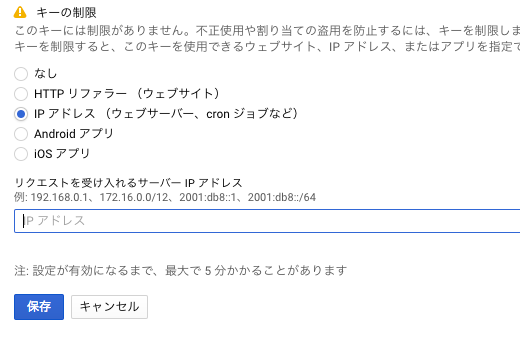 キーの制限
このキーには制限がありません。不正使用や割り当ての盗用を防止するには、キーを制限しま
キーを制限すると、このキーを使用できるウェブサイト、IP アドレス、またはアプリを指定で
なし
HTTP リファラー （ウェブサイト）
IP アドレス （ウェブサーバー、cron ジョブなど）
Android アプリ
iOS アプリ
リクエストを受け入れるサーバー IP アドレス
例: 192.168.0.1、172.16.0.0/12、2001:db8::1、2001:db8::/64
IP アドレス
注: 設定が有効になるまで、最大で 5 分かかることがあります
保存 キャンセル